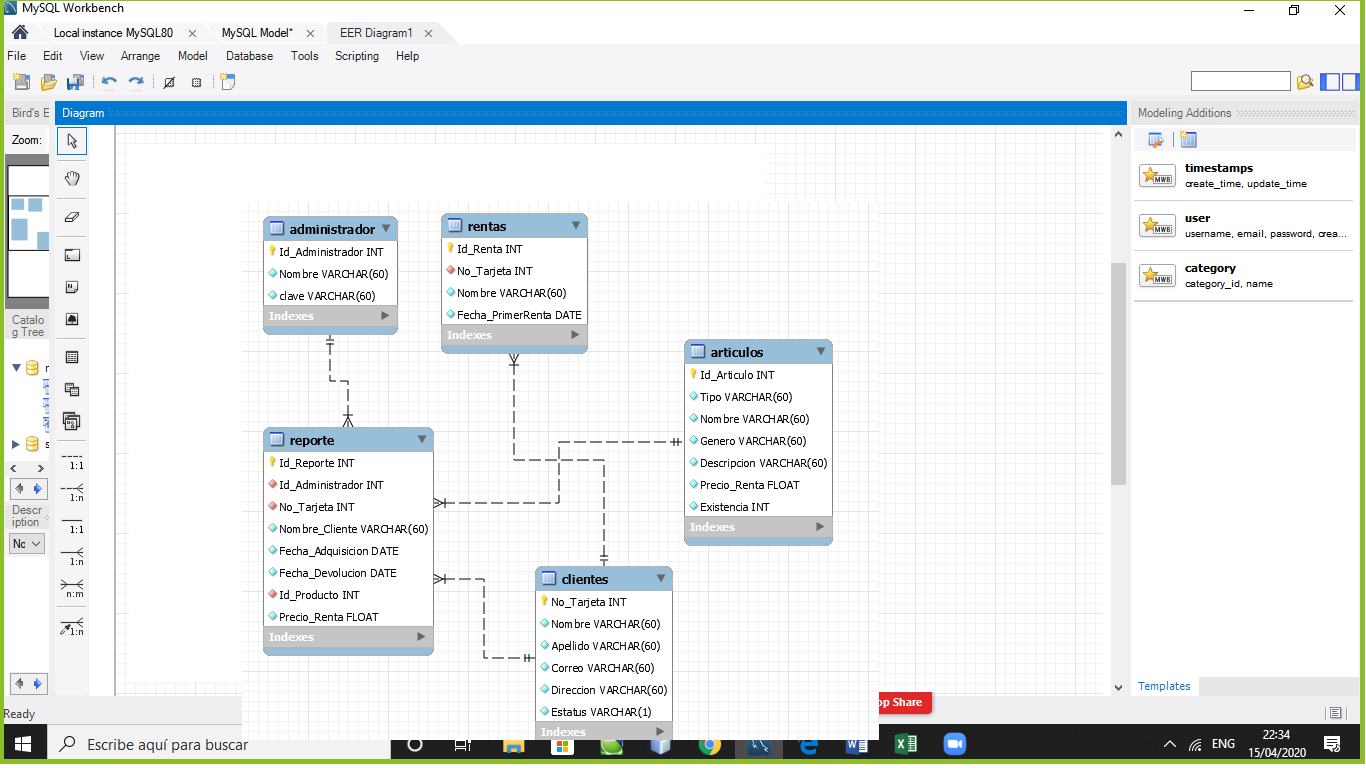 MySQL Workbench
Local instance MySQL80
MySQL Model*
EER Diagram1
File Edit View Arrange Model Database Tools Scripting Help
Bird's E
Diagram
Modeling Additions
Zoom:
timestamps
create_time, update_time
user
username, email, password, crea...
category
category_id, name
administrador
Id_Administrador INT
Nombre VARCHAR(60)
clave VARCHAR(60)
Indexes
rentas
Id_Renta INT
No_Tarjeta INT
Nombre VARCHAR(60)
Fecha_PrimerRenta DATE
Indexes
articulos
Id_Articulo INT
Tipo VARCHAR(60)
Nombre VARCHAR(60)
Genero VARCHAR(60)
Descripcion VARCHAR(60)
Precio_Renta FLOAT
Existencia INT
Indexes
reporte
Id_Reporte INT
Id_Administrador INT
No_Tarjeta INT
Nombre_Cliente VARCHAR(60)
Fecha_Adquisicion DATE
Fecha_Devolucion DATE
Id_Producto INT
Precio_Renta FLOAT
Indexes
clientes
No_Tarjeta INT
Nombre VARCHAR(60)
Apellido VARCHAR(60)
Correo VARCHAR(60)
Direccion VARCHAR(60)
Estatus VARCHAR(1)
Indexes
Catalo
g Tree
Descr
iption
1:1
1:n
1:1
1:n
n:m
1:n
Templates
op Share
Ready
Escribe aquí para buscar
ENG
22:34
15/04/2020